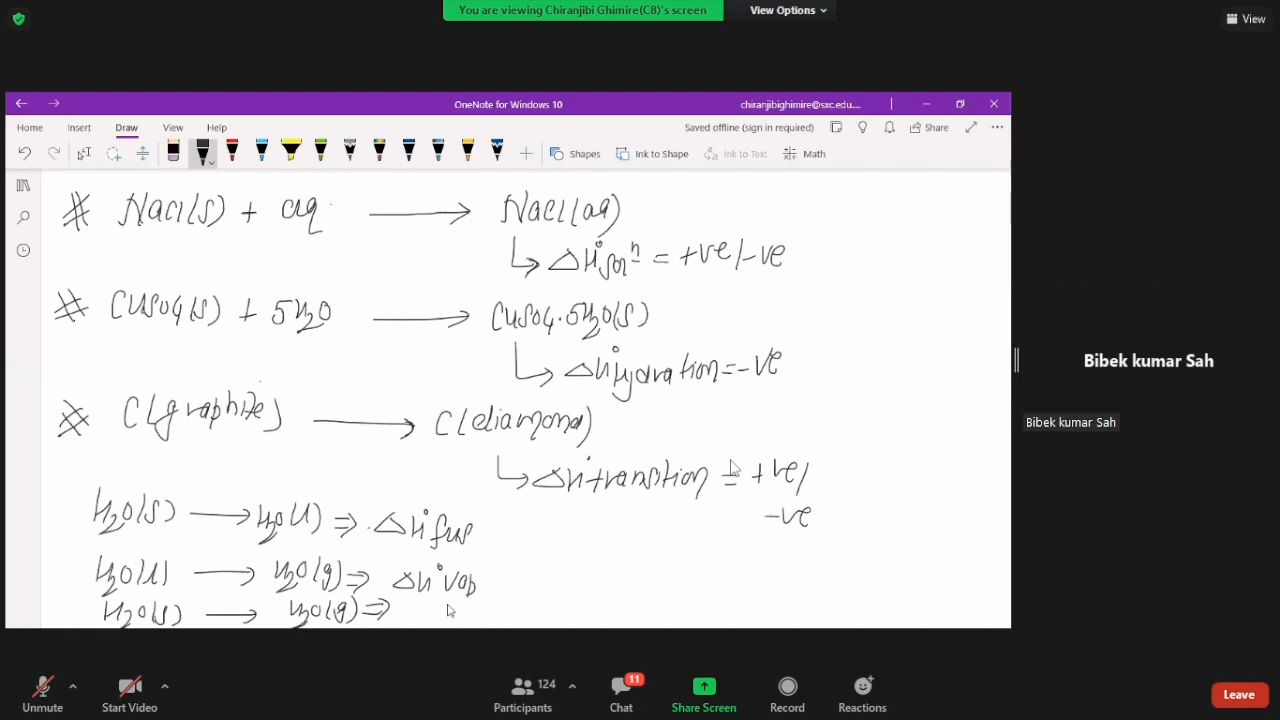 You are viewing Chiranjibi Ghimire(C8)'s screen
View Options
View
OneNote for Windows 10
chiranjibighimire@sxc.edu....
Home Insert Draw View Help
Saved offline (sign in required)
Share
Shapes
Ink to Shape
Ink to Text
Math
NaCl(s) + aq. → NaCl(aq)
↳ ΔH°solⁿ = +ve/-ve
CuSO4(s) + 5H2O → CuSO4.5H2O(s)
↳ ΔH°Hydration = -ve
C(graphite) → C(diamond)
↳ ΔH°transition = +ve/
-ve
H2O(s) → H2O(l) ⇒ ΔH°fus
H2O(l) → H2O(g) ⇒ ΔH°vap
H2O(s) → H2O(g) ⇒
Bibek kumar Sah
Bibek kumar Sah
Unmute
Start Video
124
Participants
11
Chat
Share Screen
Record
Reactions
Leave